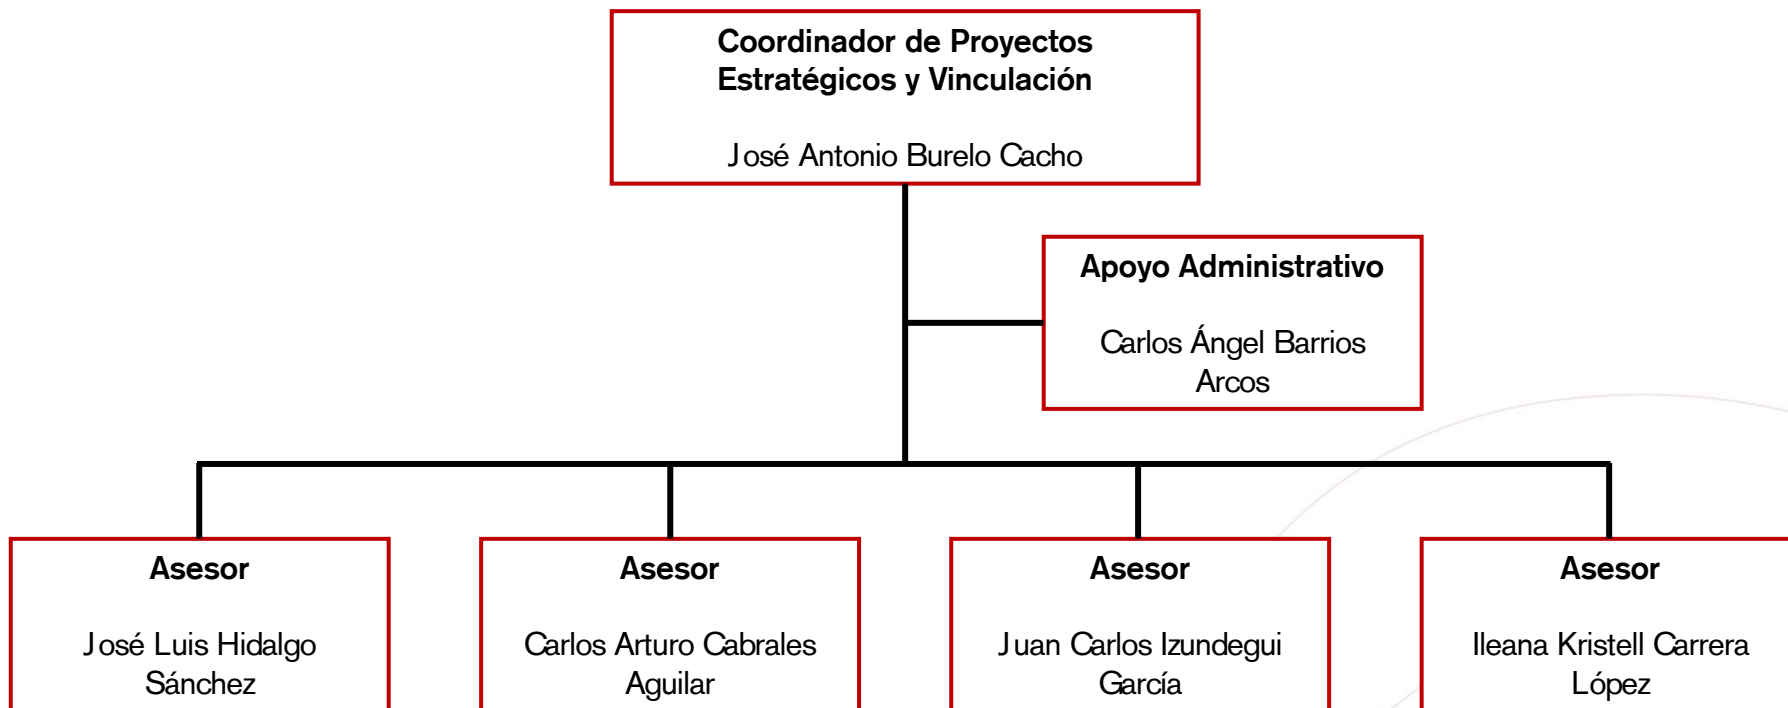 Coordinador de Proyectos
Estratégicos y Vinculación
José Antonio Burelo Cacho
Apoyo Administrativo
Carlos Ángel Barrios
Arcos
Asesor
José Luis Hidalgo
Sánchez
Asesor
Carlos Arturo Cabrales
Aguilar
Asesor
Juan Carlos Izundegui
García
Asesor
Ileana Kristell Carrera
López